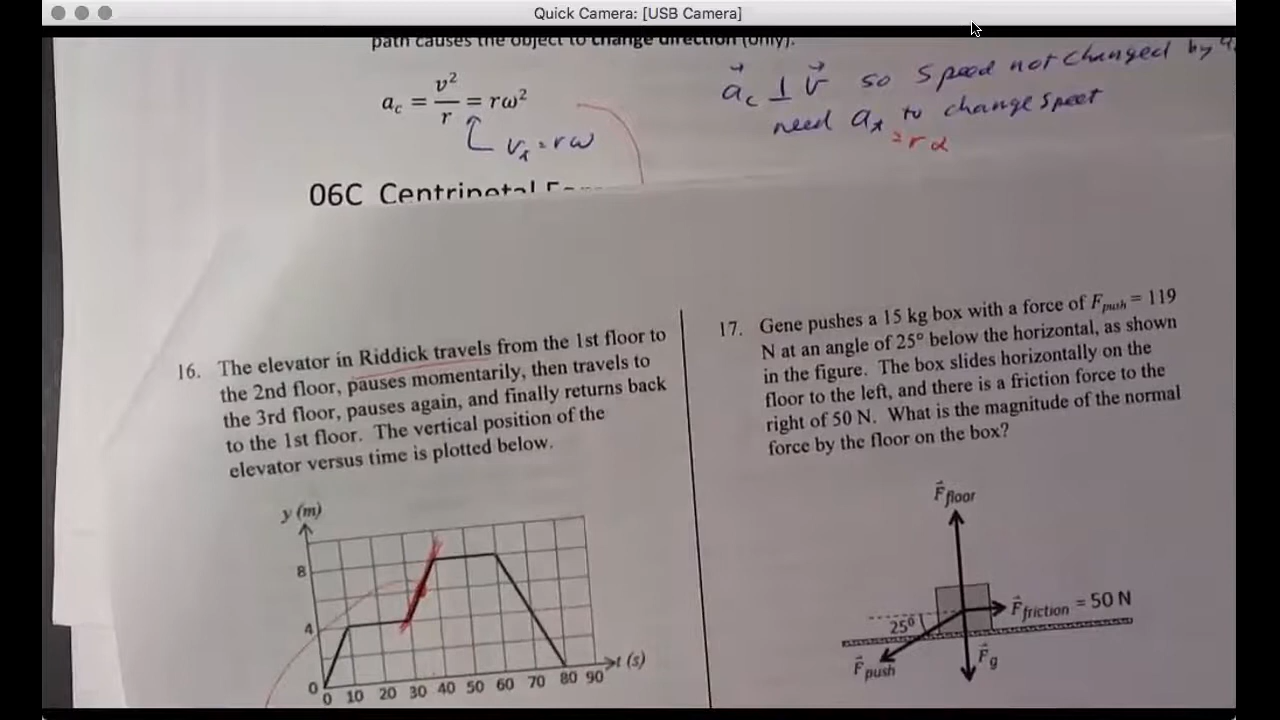 Quick Camera: [USB Camera]
path causes the object to change direction (only).
a_c = v²/r = rω²
v_t = rω
a⃗_c ⊥ v⃗ so speed not changed by
need a_t to change speed
= r α
06C Centripetal
16. The elevator in Riddick travels from the 1st floor to
the 2nd floor, pauses momentarily, then travels to
the 3rd floor, pauses again, and finally returns back
to the 1st floor. The vertical position of the
elevator versus time is plotted below.
y (m)
8
4
0
0 10 20 30 40 50 60 70 80 90
t (s)
17. Gene pushes a 15 kg box with a force of F_push = 119
N at an angle of 25° below the horizontal, as shown
in the figure. The box slides horizontally on the
floor to the left, and there is a friction force to the
right of 50 N. What is the magnitude of the normal
force by the floor on the box?
F⃗_floor
F⃗_friction = 50 N
25⁰
F⃗_push
F⃗_g